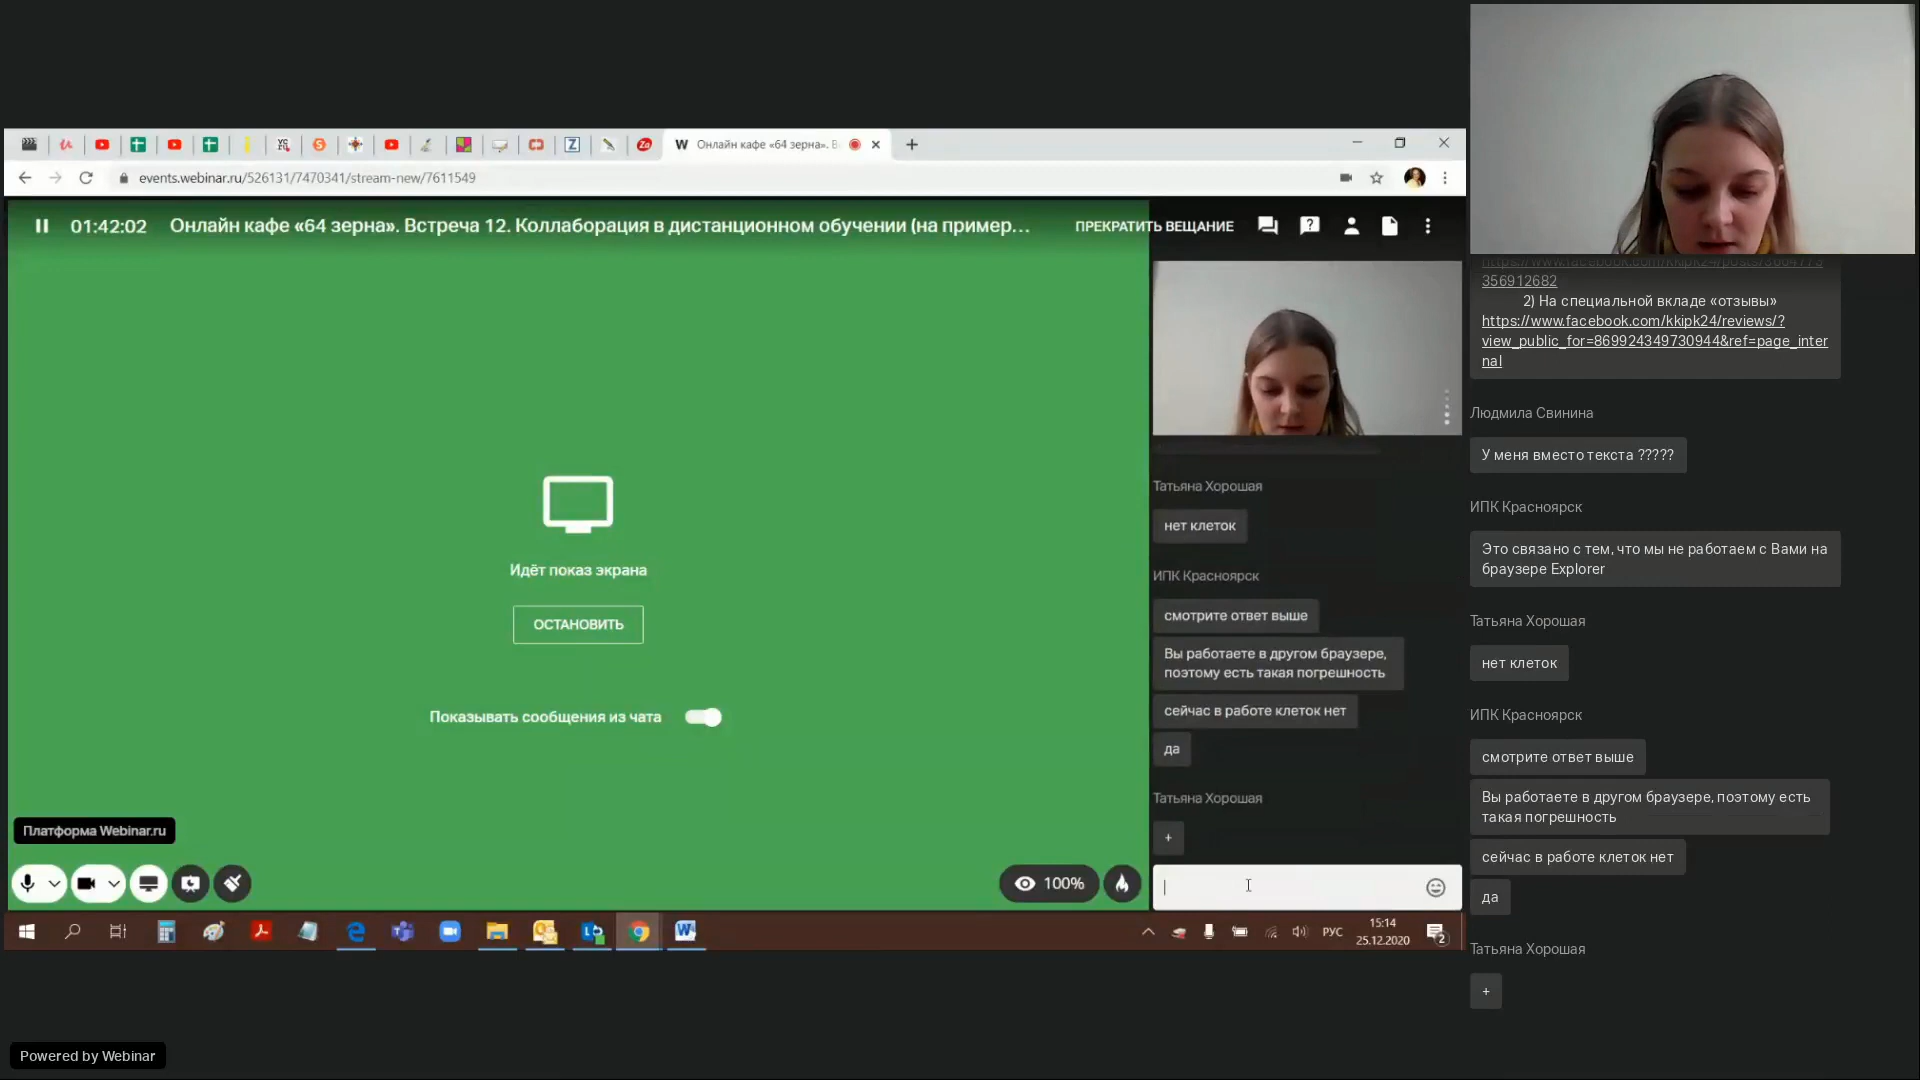 Онлайн кафе «64 зерна». В
events.webinar.ru/526131/7470341/stream-new/7611549
01:42:02
Онлайн кафе «64 зерна». Встреча 12. Коллаборация в дистанционном обучении (на пример...
ПРЕКРАТИТЬ ВЕЩАНИЕ
Идёт показ экрана
ОСТАНОВИТЬ
Показывать сообщения из чата
Платформа Webinar.ru
100%
Татьяна Хорошая
нет клеток
ИПК Красноярск
смотрите ответ выше
Вы работаете в другом браузере,
поэтому есть такая погрешность
сейчас в работе клеток нет
да
Татьяна Хорошая
+
РУС
15:14
25.12.2020
2
356912682
2) На специальной вкладе «отзывы»
https://www.facebook.com/kkipk24/reviews/?
view_public_for=869924349730944&ref=page_inter
nal
Людмила Свинина
У меня вместо текста ?????
ИПК Красноярск
Это связано с тем, что мы не работаем с Вами на
браузере Explorer
Татьяна Хорошая
нет клеток
ИПК Красноярск
смотрите ответ выше
Вы работаете в другом браузере, поэтому есть
такая погрешность
сейчас в работе клеток нет
да
Татьяна Хорошая
+
Powered by Webinar